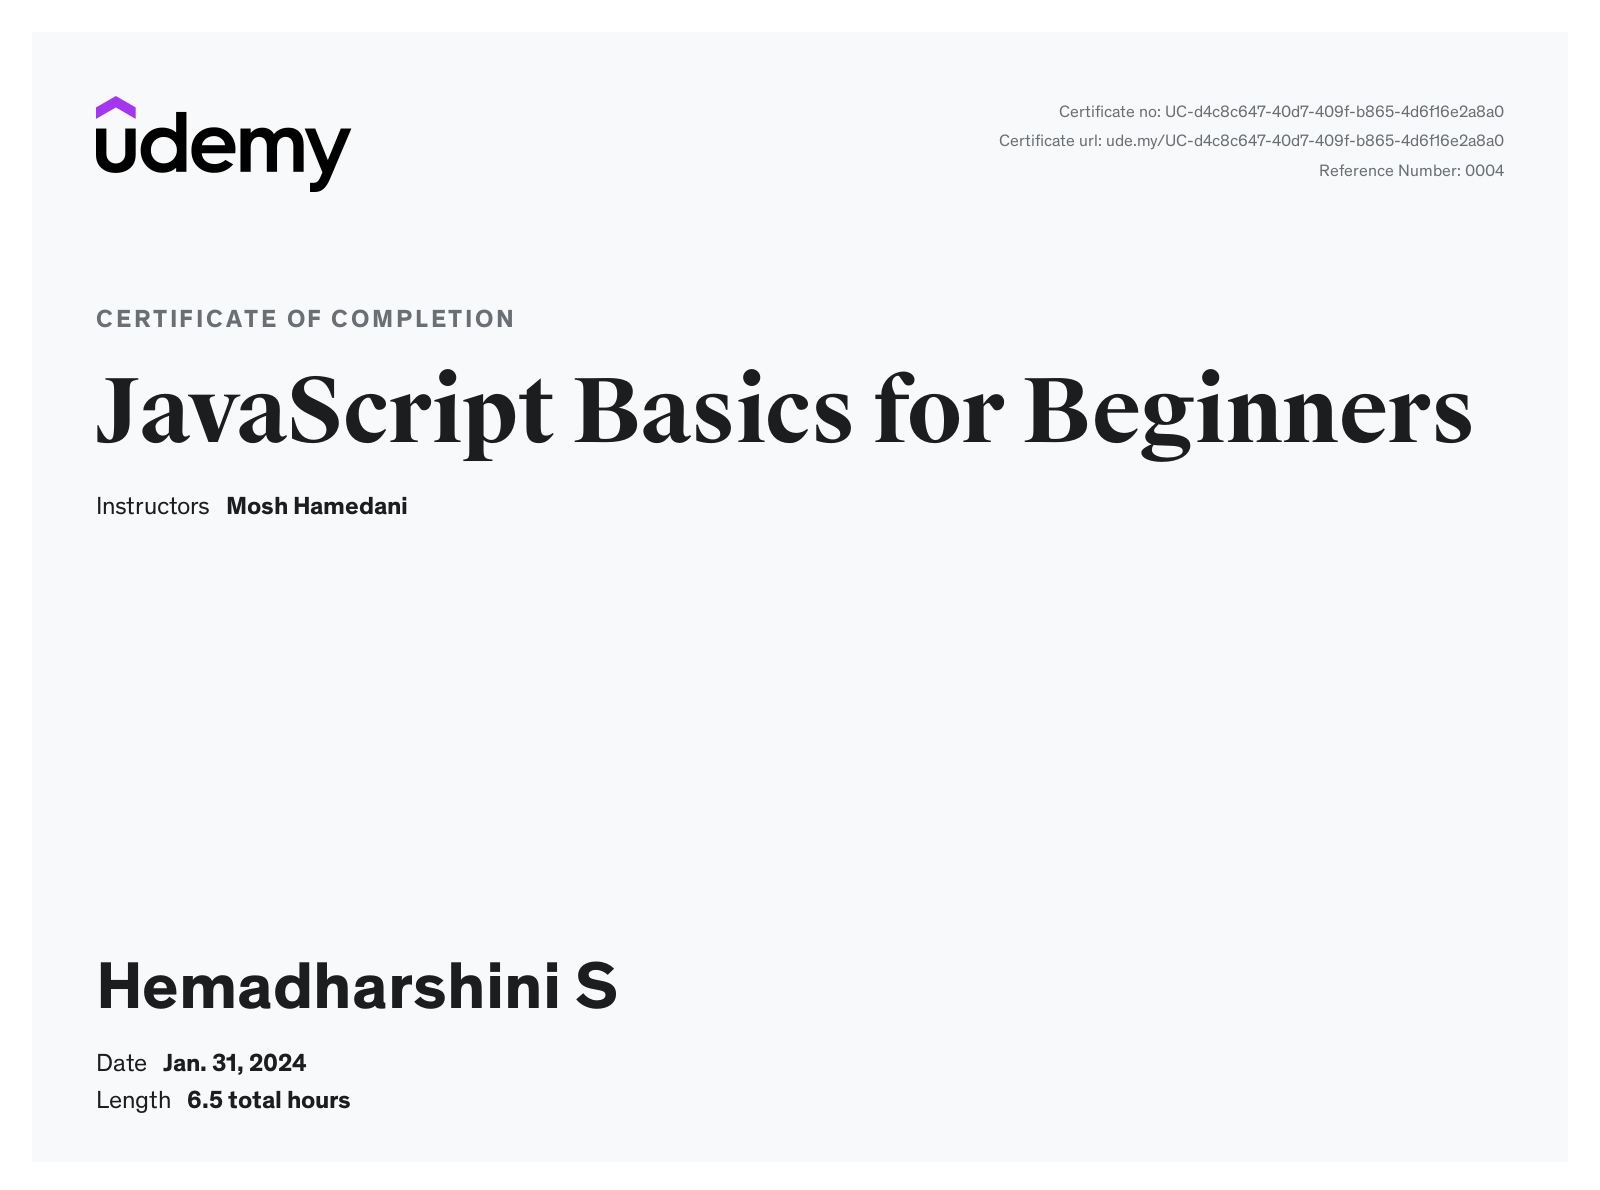 udemy
Certificate no: UC-d4c8c647-40d7-409f-b865-4d6f16e2a8a0
Certificate url: ude.my/UC-d4c8c647-40d7-409f-b865-4d6f16e2a8a0
Reference Number: 0004
CERTIFICATE OF COMPLETION
JavaScript Basics for Beginners
Instructors Mosh Hamedani
Hemadharshini S
Date Jan. 31, 2024
Length 6.5 total hours